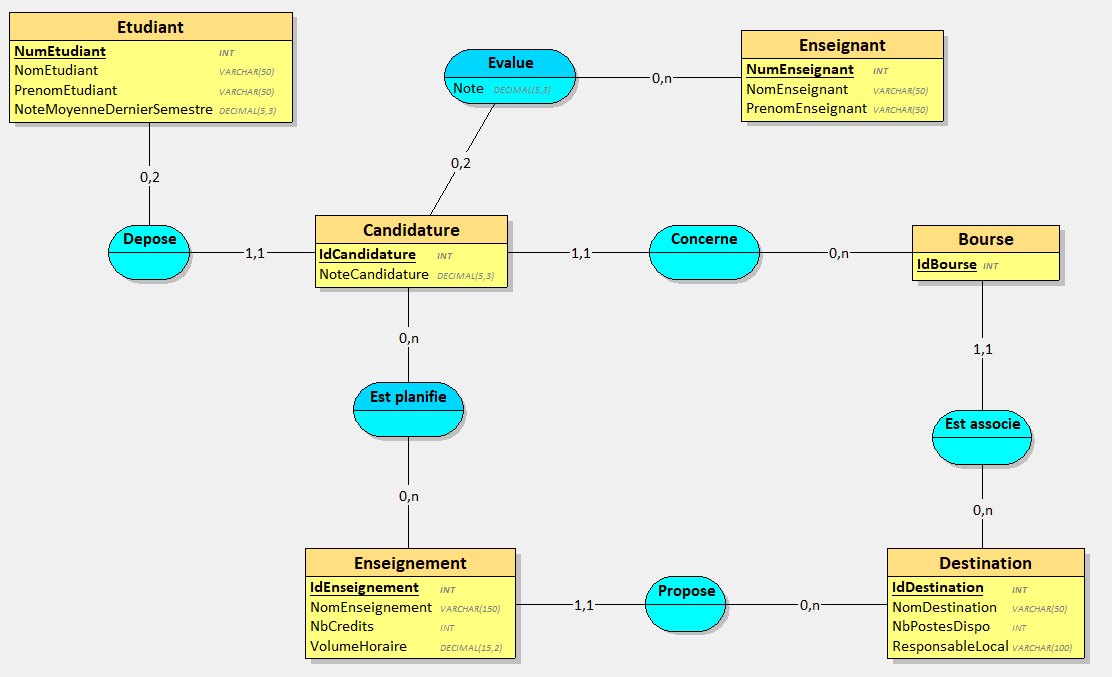 Etudiant
NumEtudiant INT
NomEtudiant VARCHAR(50)
PrenomEtudiant VARCHAR(50)
NoteMoyenneDernierSemestre DECIMAL(5,3)
Evalue
Note DECIMAL(5,3)
0,n
Enseignant
NumEnseignant INT
NomEnseignant VARCHAR(50)
PrenomEnseignant VARCHAR(50)
0,2
0,2
Depose
1,1
Candidature
IdCandidature INT
NoteCandidature DECIMAL(5,3)
1,1
Concerne
0,n
Bourse
IdBourse INT
0,n
1,1
Est planifie
Est associe
0,n
0,n
Enseignement
IdEnseignement INT
NomEnseignement VARCHAR(150)
NbCredits INT
VolumeHoraire DECIMAL(15,2)
1,1
Propose
0,n
Destination
IdDestination INT
NomDestination VARCHAR(50)
NbPostesDispo INT
ResponsableLocal VARCHAR(100)